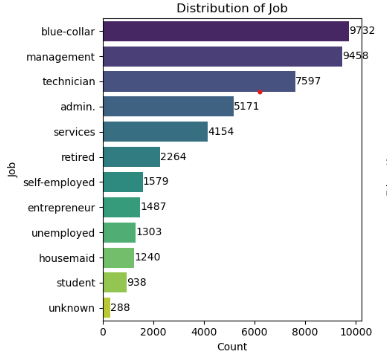 Distribution of Job
blue-collar 9732
management 9458
technician 7597
admin. 5171
services 4154
retired 2264
self-employed 1579
entrepreneur 1487
unemployed 1303
housemaid 1240
student 938
unknown 288
Job
0 2000 4000 6000 8000 10000
Count